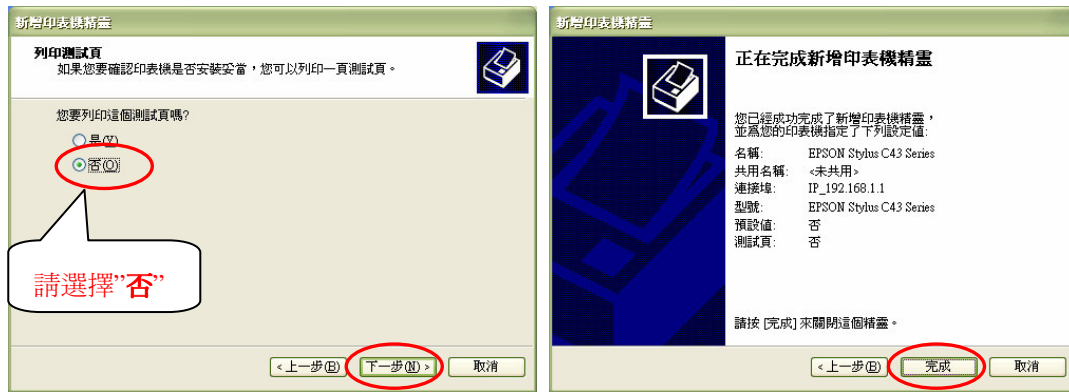 新增印表機精靈
列印測試頁
如果您要確認印表機是否安裝妥當，您可以列印一頁測試頁。
您要列印這個測試頁嗎?
是(Y)
否(O)
請選擇”否”
<上一步(B)
下一步(N)>
取消
新增印表機精靈
正在完成新增印表機精靈
您已經成功完成了新增印表機精靈，
並為您的印表機指定了下列設定值:
名稱: EPSON Stylus C43 Series
共用名稱: <未共用>
連接埠: IP_192.168.1.1
型號: EPSON Stylus C43 Series
預設值: 否
測試頁: 否
請按 [完成] 來關閉這個精靈。
<上一步(B)
完成
取消